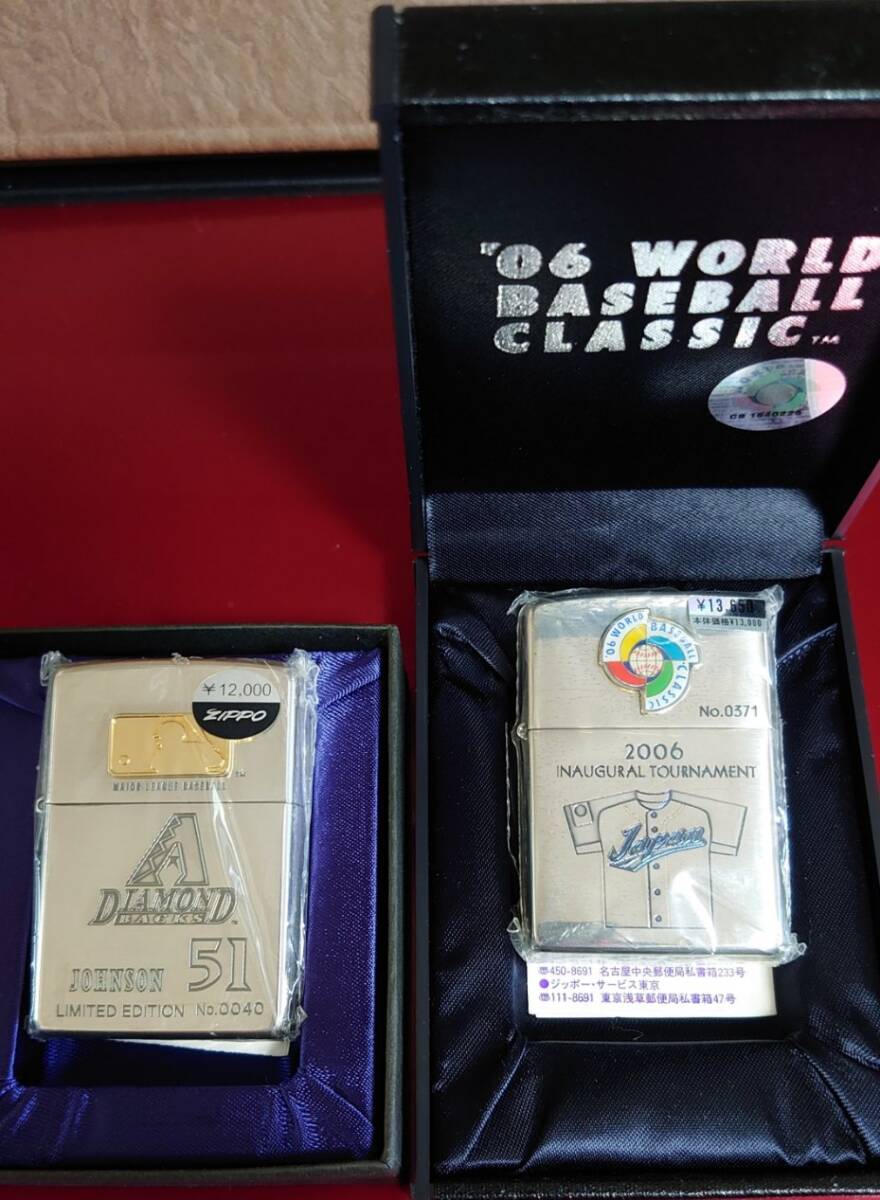 '06 WORLD
BASEBALL
CLASSIC™
¥12,000
ZIPPO
MAJOR LEAGUE BASEBALL
™
A
DIAMOND
BACKS
JOHNSON 51
LIMITED EDITION No.0040
¥13,650
本体価格¥13,000
'06 WORLD BASEBALL CLASSIC
No.0371
2006
INAUGURAL TOURNAMENT
Japan
〠450-8691 名古屋中央郵便局私書箱233号
●ジッポー・サービス東京
〠111-8691 東京浅草郵便局私書箱47号